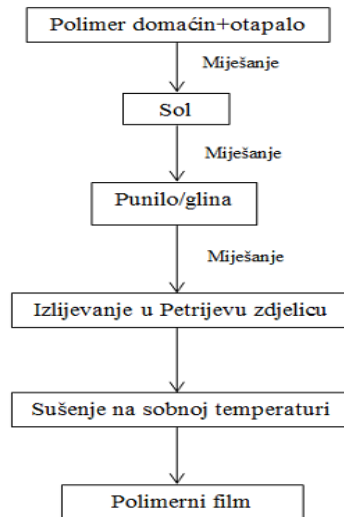 Polimer domaćin+otapalo
Miješanje
Sol
Miješanje
Punilo/glina
Miješanje
Izlijevanje u Petrijevu zdjelicu
Sušenje na sobnoj temperaturi
Polimerni film